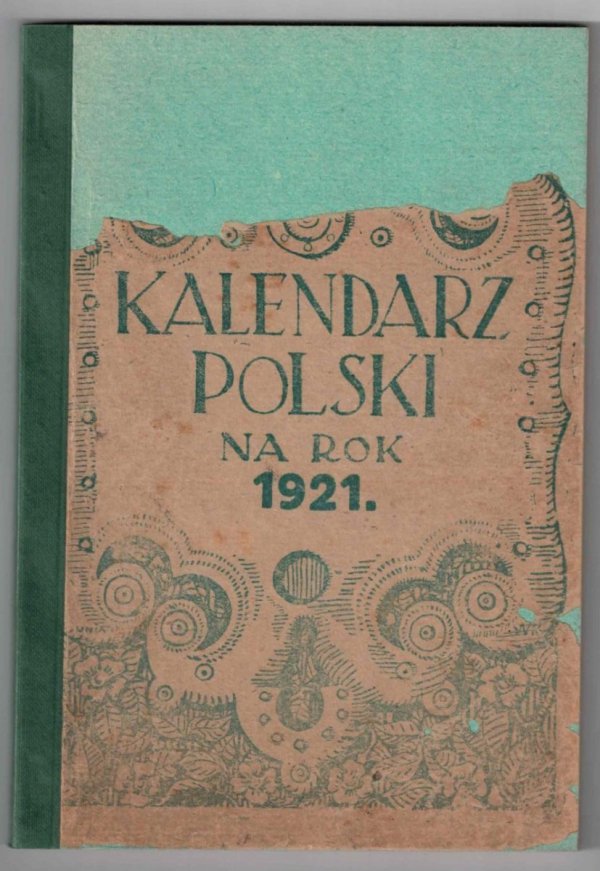 KALENDARZ
POLSKI
NA ROK
1921.